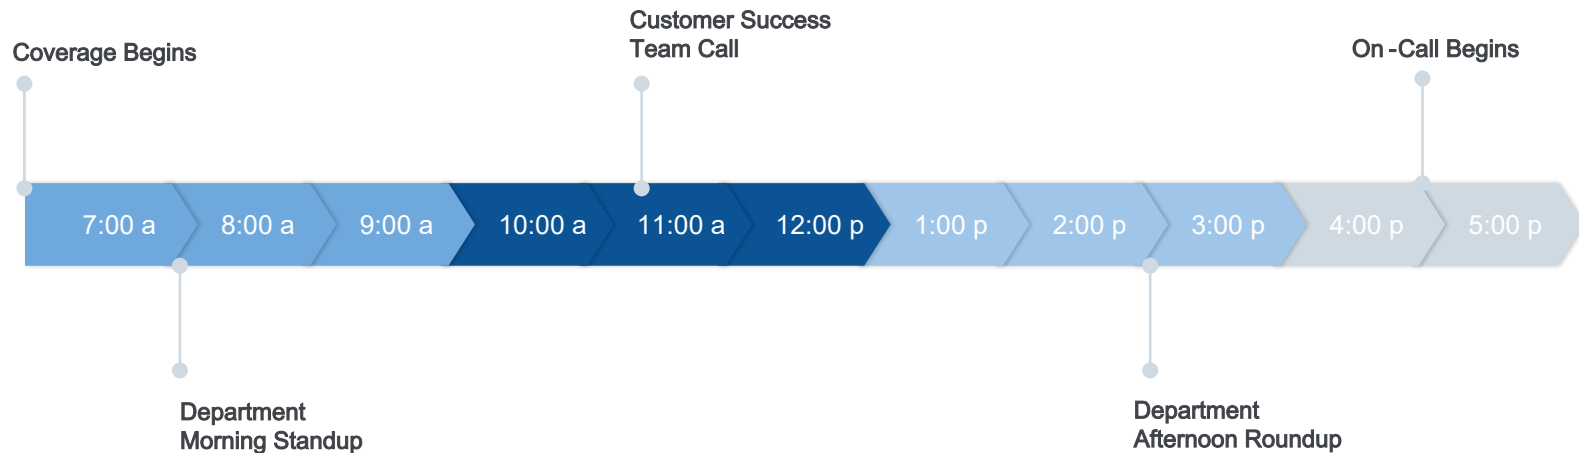 Customer Success
Team Call
Coverage Begins
On-Call Begins
7:00 a
8:00 a
9:00 a
10:00 a
11:00 a
12:00 p
1:00 p
2:00 p
3:00 p
4:00 p
5:00 p
Department
Morning Standup
Department
Afternoon Roundup